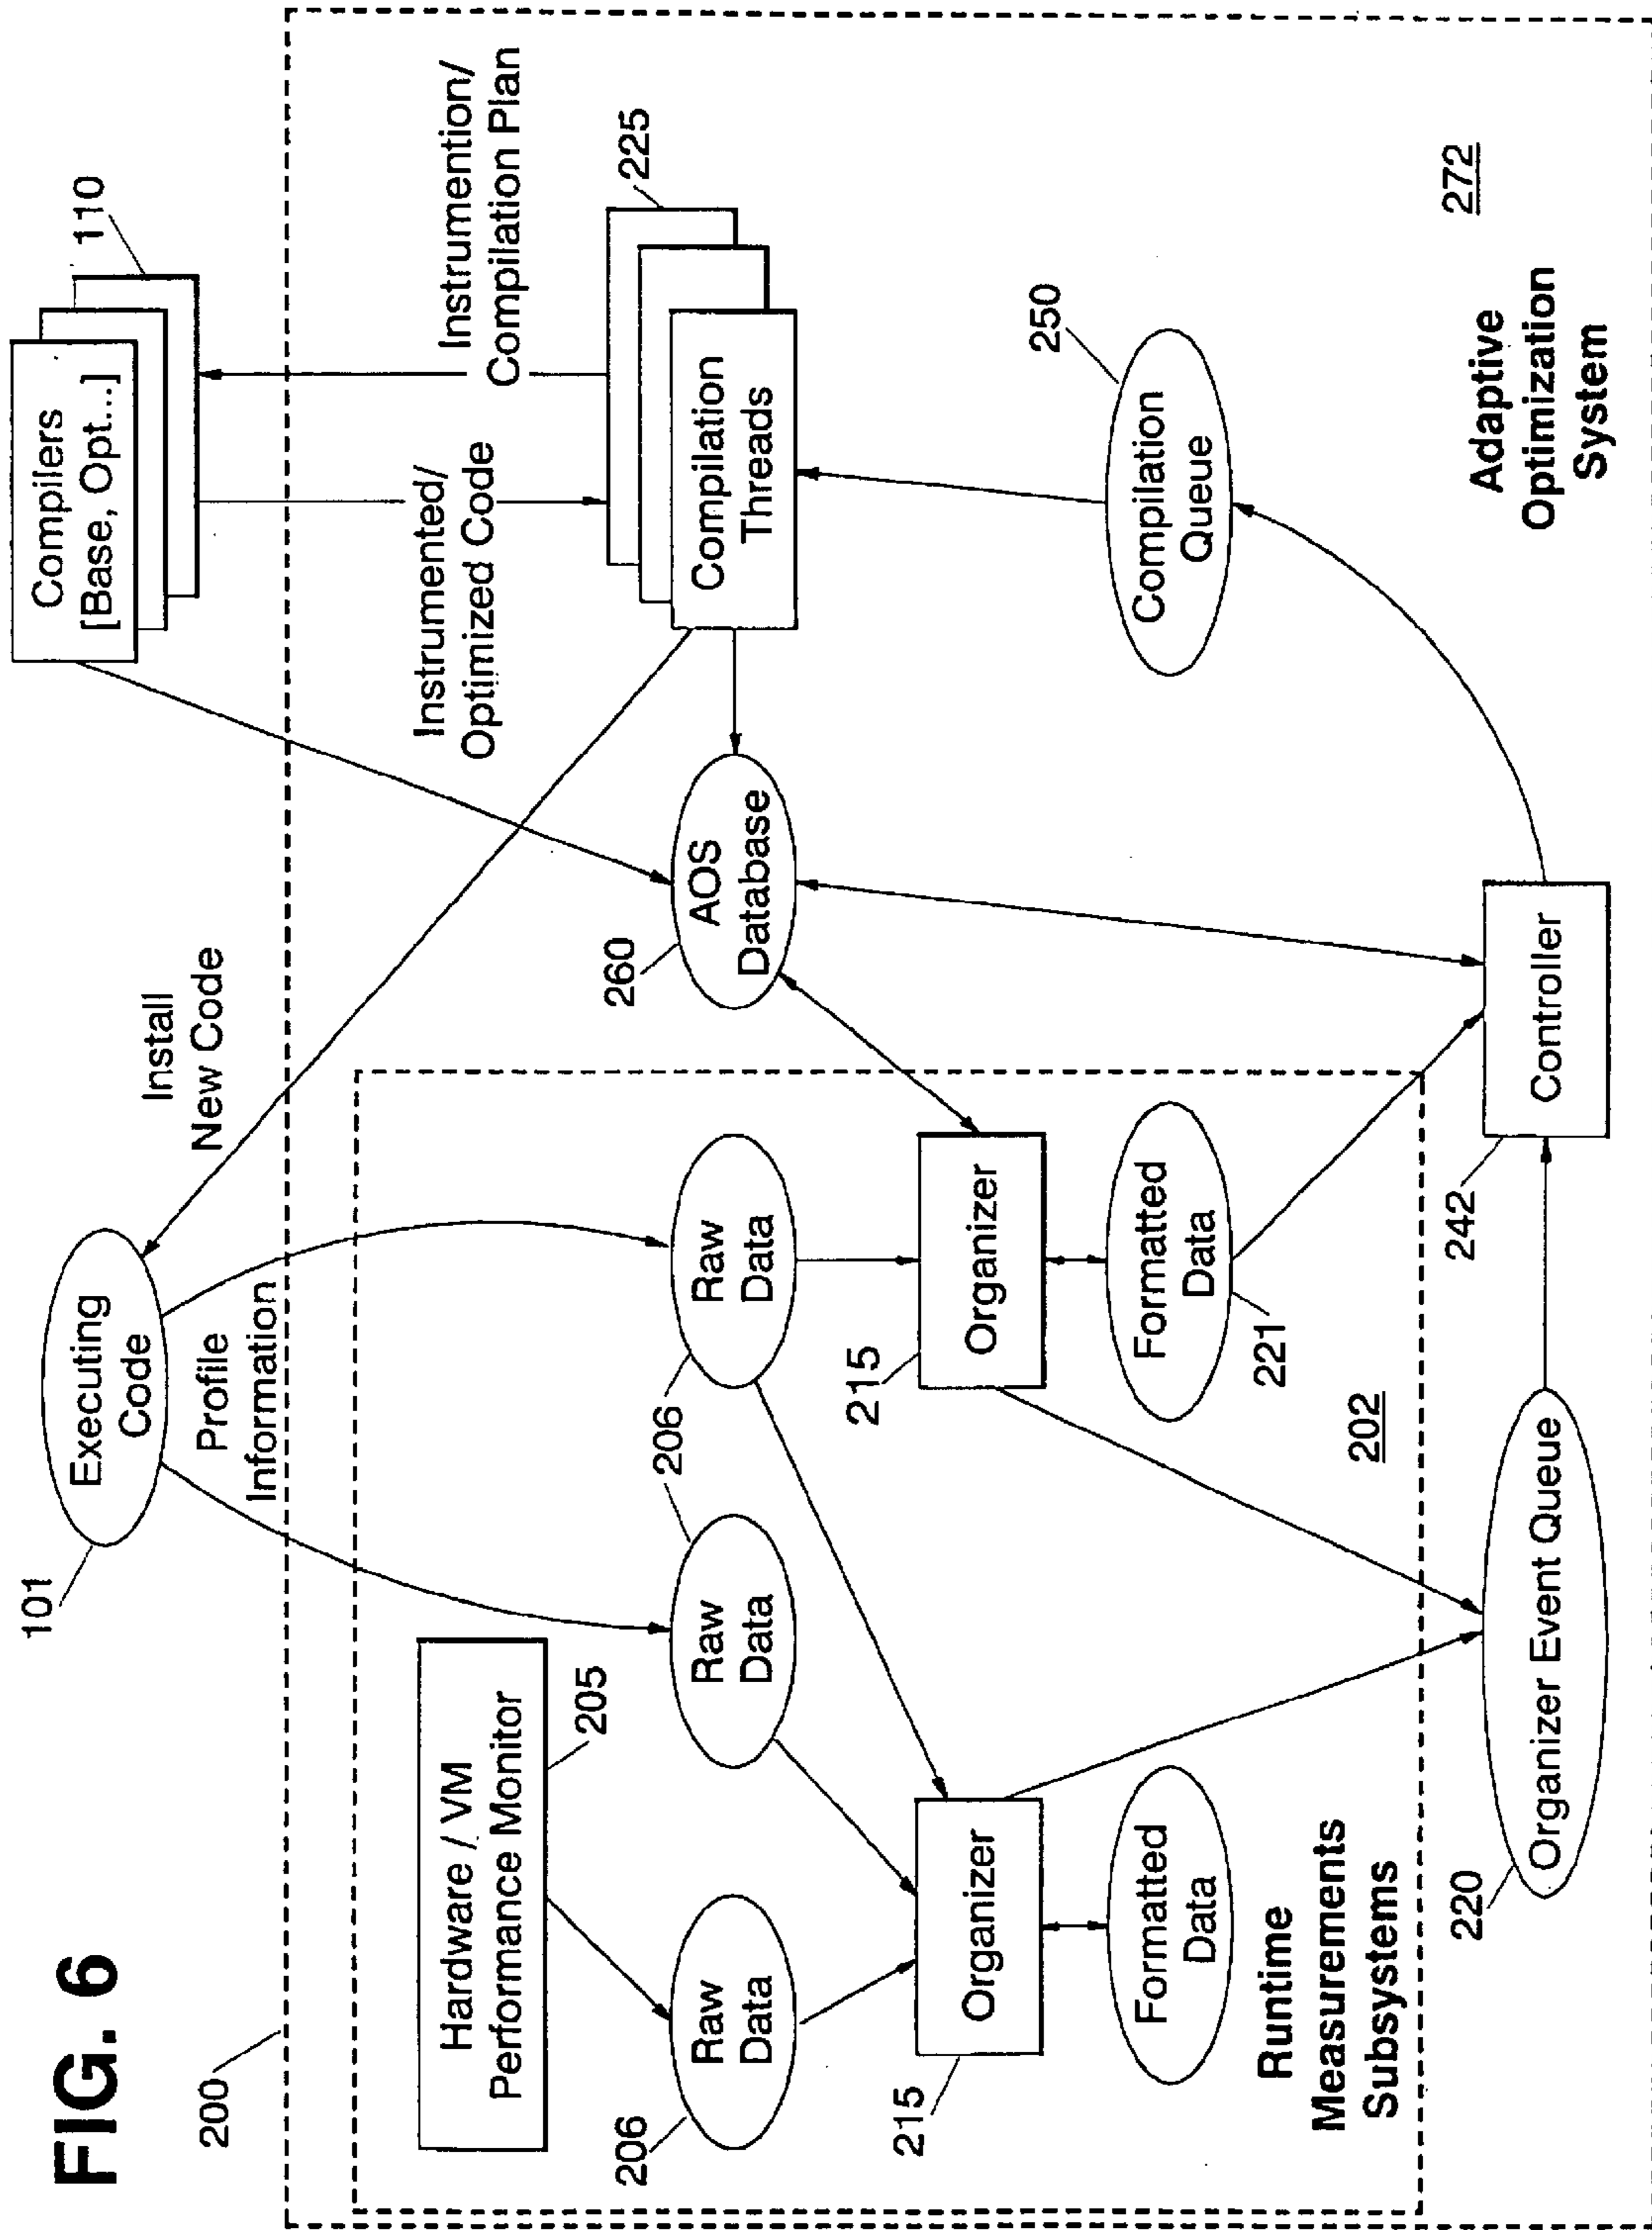 FIG. 6
200
101
Executing
Code
Profile
Information
Install
New Code
Compilers
[Base, Opt...]
110
Instrumented/
Optimized Code
Instrumention/
Compilation Plan
Hardware / VM
Performance Monitor
205
206
Raw
Data
Raw
Data
206
Raw
Data
260
AOS
Database
Compilation
Threads
225
215
Organizer
215
Organizer
Formatted
Data
Formatted
Data
221
Compilation
Queue
250
Runtime
Measurements
Subsystems
202
220
Organizer Event Queue
242
Controller
Adaptive
Optimization
System
272